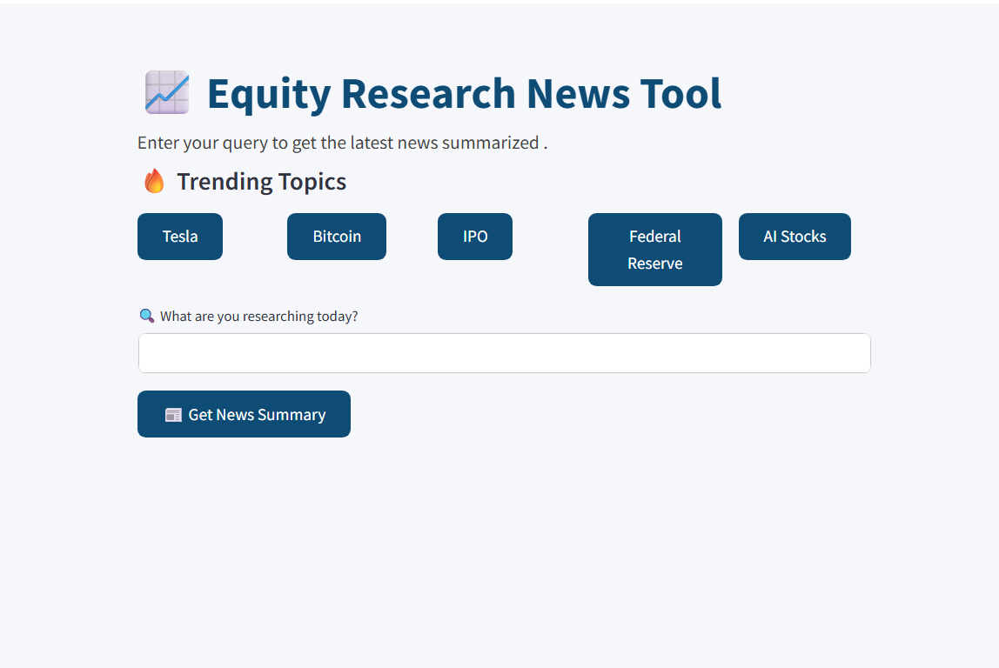 Equity Research News Tool
Enter your query to get the latest news summarized .
Trending Topics
Tesla
Bitcoin
IPO
Federal
Reserve
AI Stocks
What are you researching today?
Get News Summary